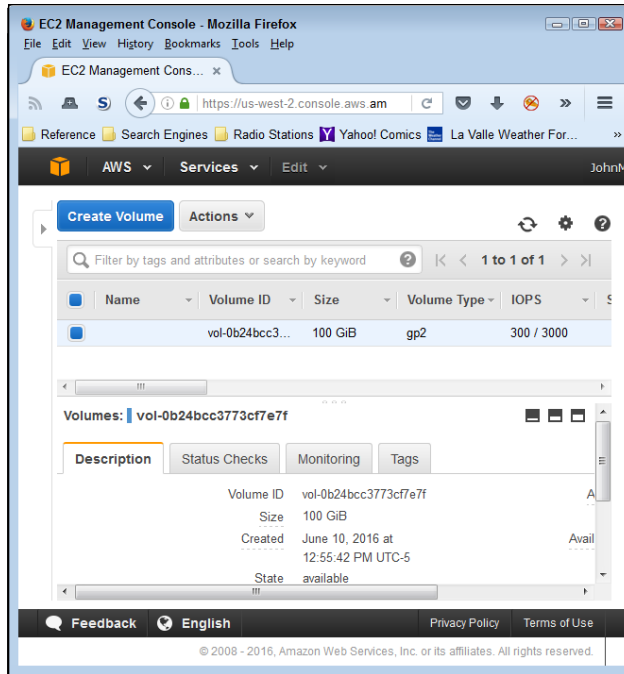 EC2 Management Console - Mozilla Firefox
File Edit View History Bookmarks Tools Help
EC2 Management Cons... ×
https://us-west-2.console.aws.am
Reference Search Engines Radio Stations Yahoo! Comics La Valle Weather For... »
AWS Services Edit JohnM
Create Volume Actions
Filter by tags and attributes or search by keyword 1 to 1 of 1
Name Volume ID Size Volume Type IOPS S
vol-0b24bcc3... 100 GiB gp2 300 / 3000
Volumes: vol-0b24bcc3773cf7e7f
Description Status Checks Monitoring Tags
Volume ID vol-0b24bcc3773cf7e7f A
Size 100 GiB
Created June 10, 2016 at Avail
12:55:42 PM UTC-5
State available
Feedback English Privacy Policy Terms of Use
© 2008 - 2016, Amazon Web Services, Inc. or its affiliates. All rights reserved.